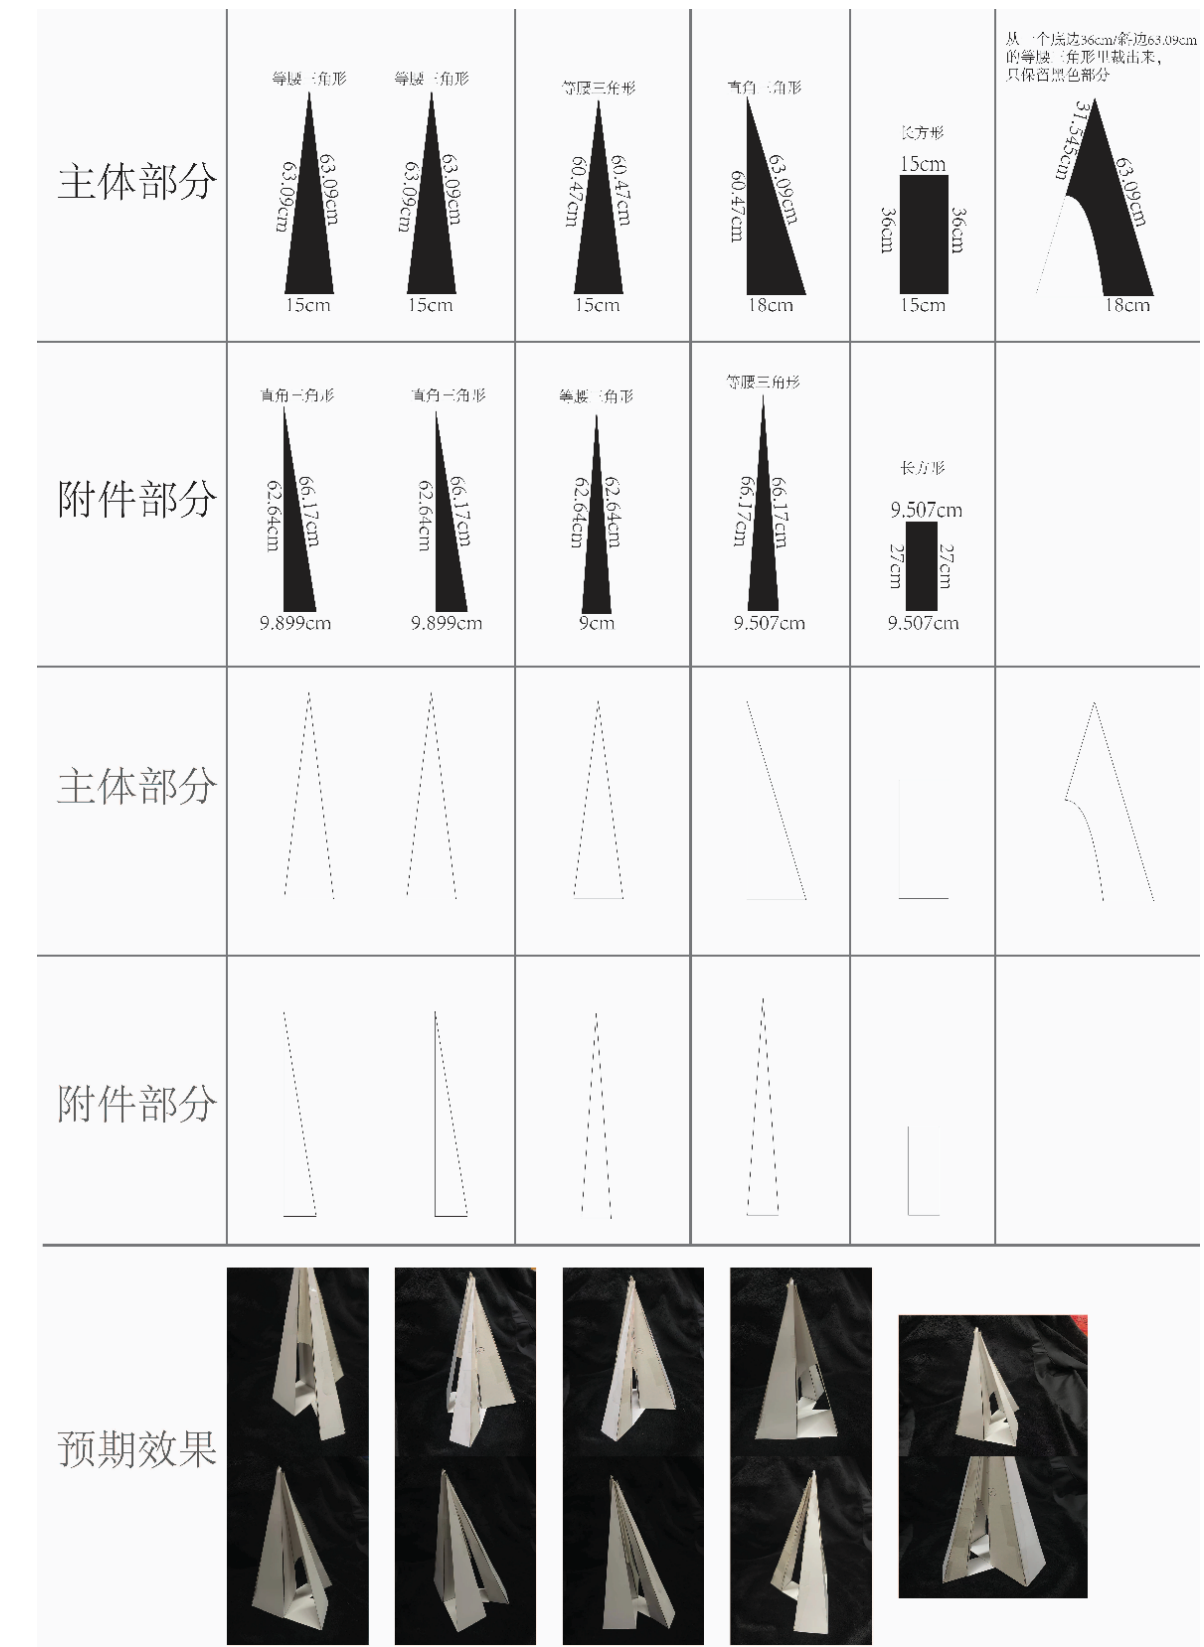 从一个底边36cm/斜边63.09cm
的等腰三角形里裁出来，
只保留黑色部分
等腰三角形
等腰三角形
等腰三角形
直角三角形
长方形
主体部分
63.09cm
63.09cm
63.09cm
63.09cm
60.47cm
60.47cm
60.47cm
63.09cm
15cm
36cm
36cm
31.545cm
63.09cm
15cm
15cm
15cm
18cm
15cm
18cm
直角三角形
直角三角形
等腰三角形
等腰三角形
长方形
附件部分
62.64cm
66.17cm
62.64cm
66.17cm
62.64cm
62.64cm
66.17cm
66.17cm
9.507cm
27cm
27cm
9.899cm
9.899cm
9cm
9.507cm
9.507cm
主体部分
附件部分
预期效果